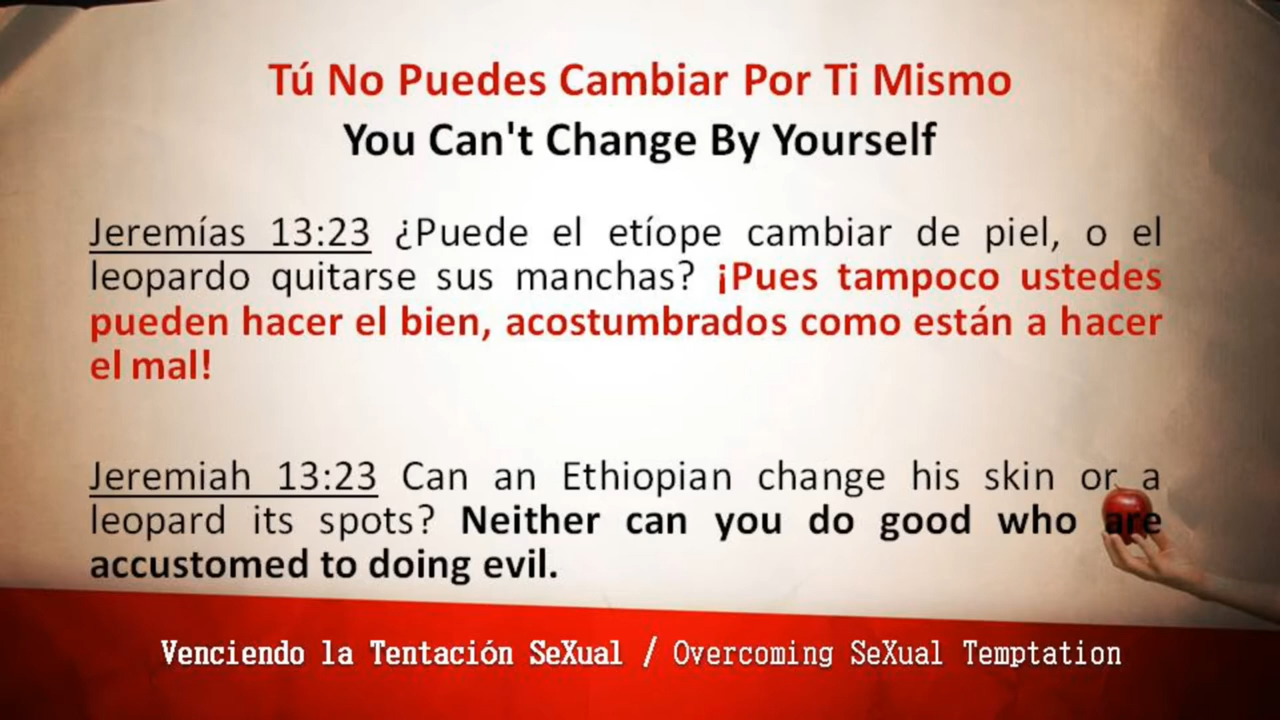 Tú No Puedes Cambiar Por Ti Mismo
You Can't Change By Yourself
Jeremías 13:23 ¿Puede el etíope cambiar de piel, o el
leopardo quitarse sus manchas? ¡Pues tampoco ustedes
pueden hacer el bien, acostumbrados como están a hacer
el mal!
Jeremiah 13:23 Can an Ethiopian change his skin or a
leopard its spots? Neither can you do good who are
accustomed to doing evil.
Venciendo la Tentación SeXual / Overcoming SeXual Temptation